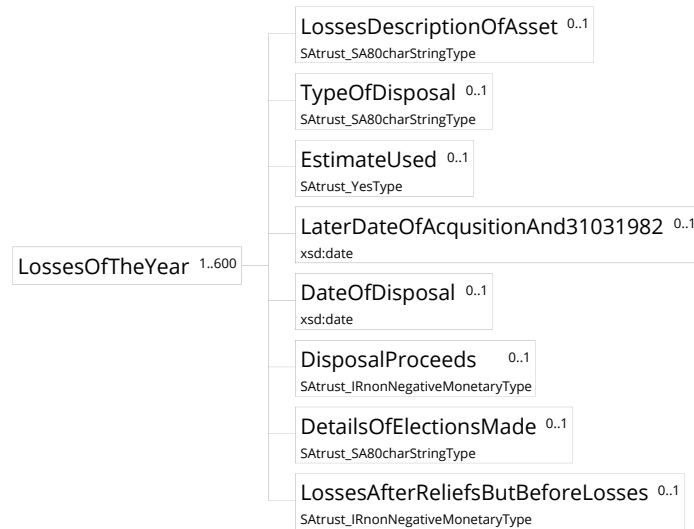 LossesDescriptionOfAsset 0..1
SAtrust_SA80charStringType
TypeOfDisposal 0..1
SAtrust_SA80charStringType
EstimateUsed 0..1
SAtrust_YesType
LaterDateOfAcqusitionAnd31031982 0..1
xsd:date
LossesOfTheYear 1..600
DateOfDisposal 0..1
xsd:date
DisposalProceeds 0..1
SAtrust_IRnonNegativeMonetaryType
DetailsOfElectionsMade 0..1
SAtrust_SA80charStringType
LossesAfterReliefsButBeforeLosses 0..1
SAtrust_IRnonNegativeMonetaryType